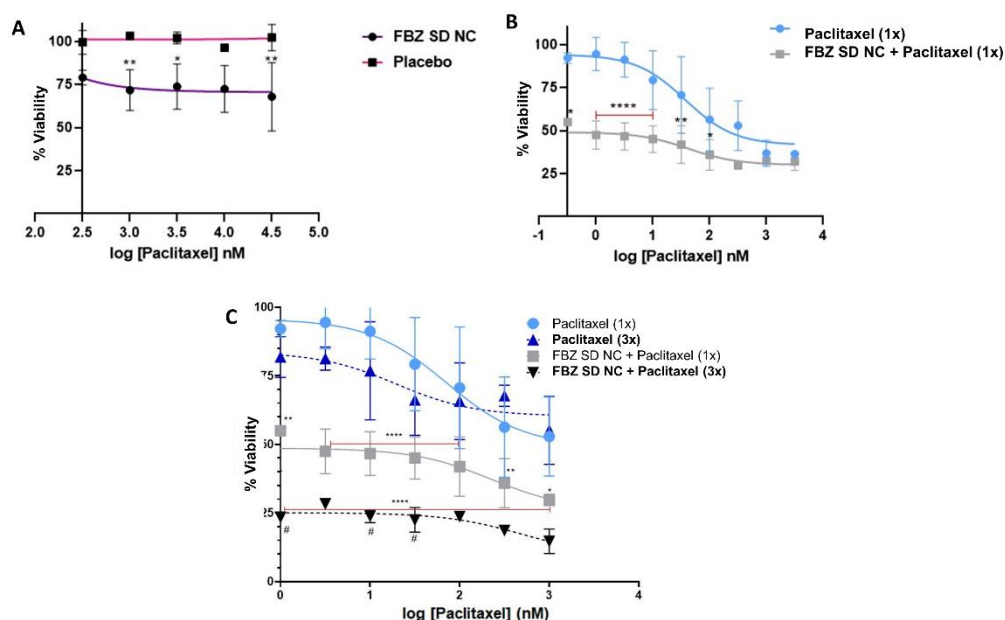 A
100
75
50
25
% Viability
**
*
**
2.0 2.5 3.0 3.5 4.0 4.5 5.0
log [Paclitaxel] nM
FBZ SD NC
Placebo
B
100
75
50
25
% Viability
*
****
**
*
-1 0 1 2 3 4
log [Paclitaxel] nM
Paclitaxel (1x)
FBZ SD NC + Paclitaxel (1x)
C
100
75
50
25
0
% Viability
**
****
**
*
****
# # #
0 1 2 3 4
log [Paclitaxel] (nM)
Paclitaxel (1x)
Paclitaxel (3x)
FBZ SD NC + Paclitaxel (1x)
FBZ SD NC + Paclitaxel (3x)